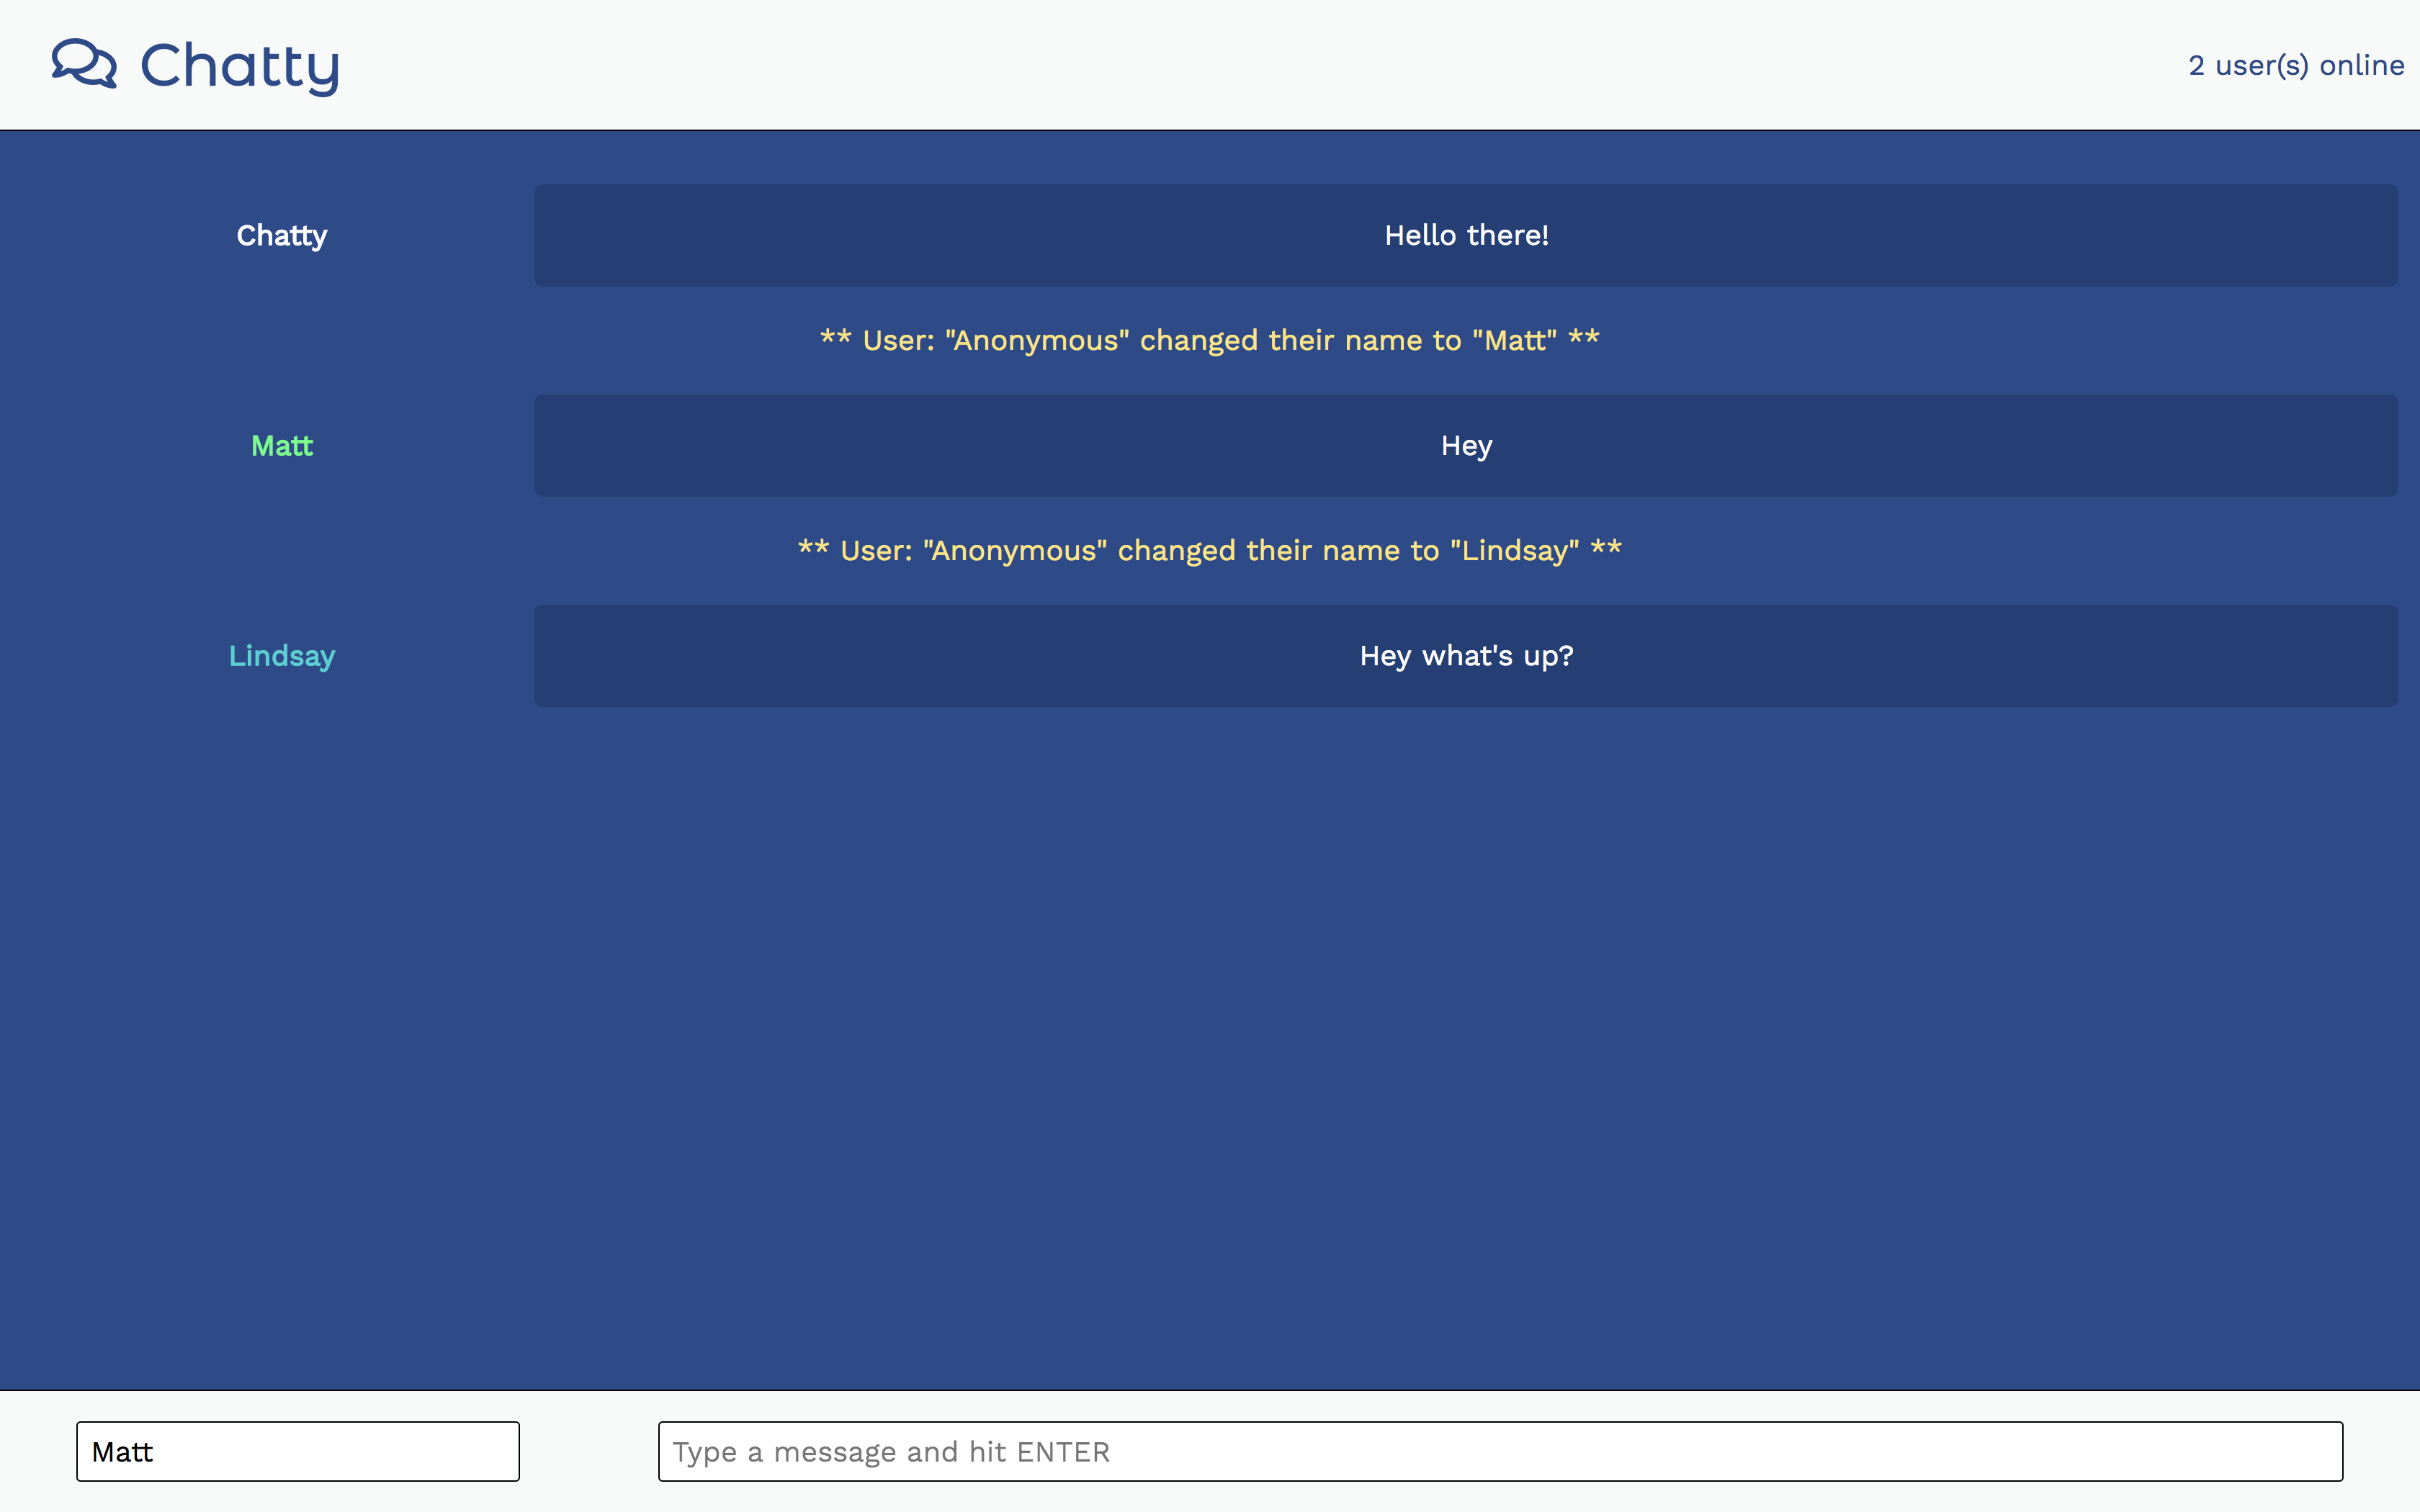 Chatty
2 user(s) online
Chatty
Hello there!
** User: "Anonymous" changed their name to "Matt" **
Matt
Hey
** User: "Anonymous" changed their name to "Lindsay" **
Lindsay
Hey what's up?
Matt
Type a message and hit ENTER